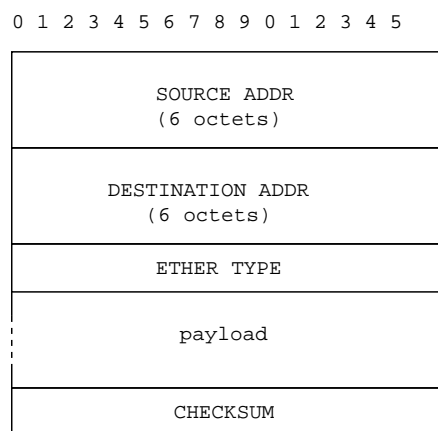 0 1 2 3 4 5 6 7 8 9 0 1 2 3 4 5
SOURCE ADDR
(6 octets)
DESTINATION ADDR
(6 octets)
ETHER TYPE
payload
CHECKSUM